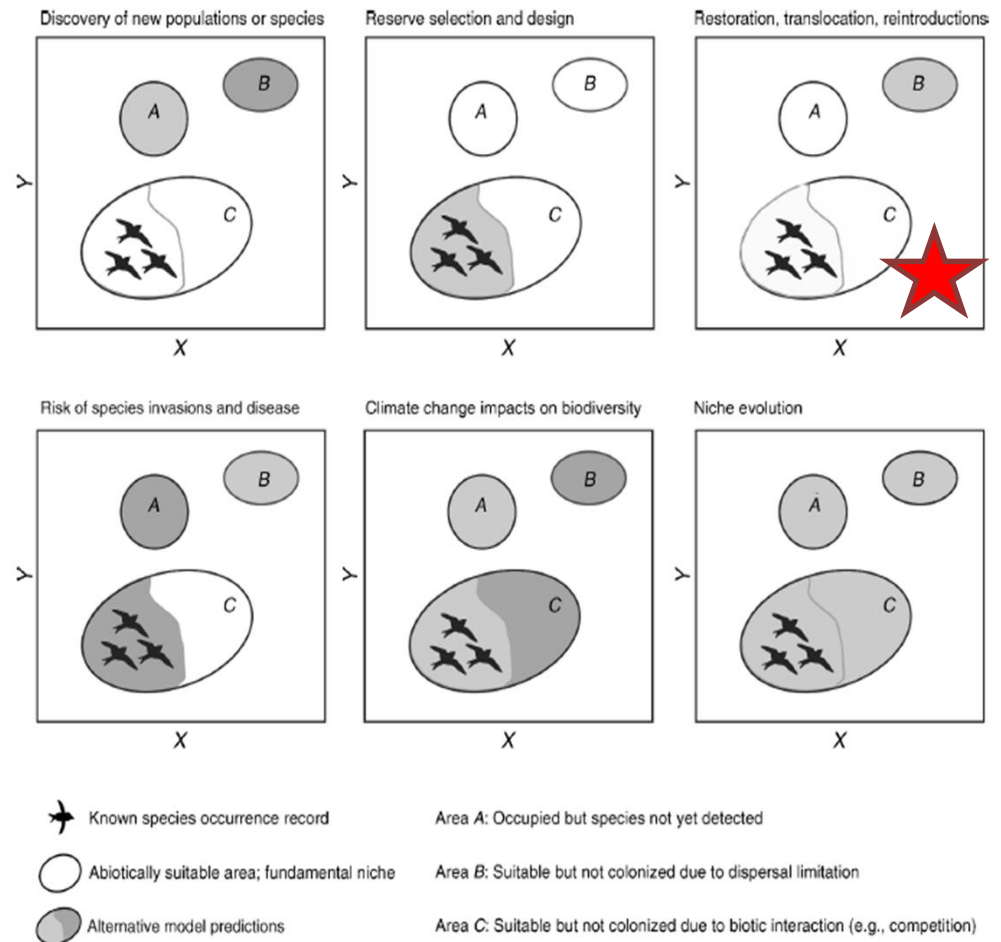 Discovery of new populations or species
Reserve selection and design
Restoration, translocation, reintroductions
A
B
C
Y
X
A
B
C
Y
X
A
B
C
Y
X
Risk of species invasions and disease
Climate change impacts on biodiversity
Niche evolution
A
B
C
Y
X
A
B
C
Y
X
A
B
C
Y
X
Known species occurrence record
Area A: Occupied but species not yet detected
Abiotically suitable area; fundamental niche
Area B: Suitable but not colonized due to dispersal limitation
Alternative model predictions
Area C: Suitable but not colonized due to biotic interaction (e.g., competition)